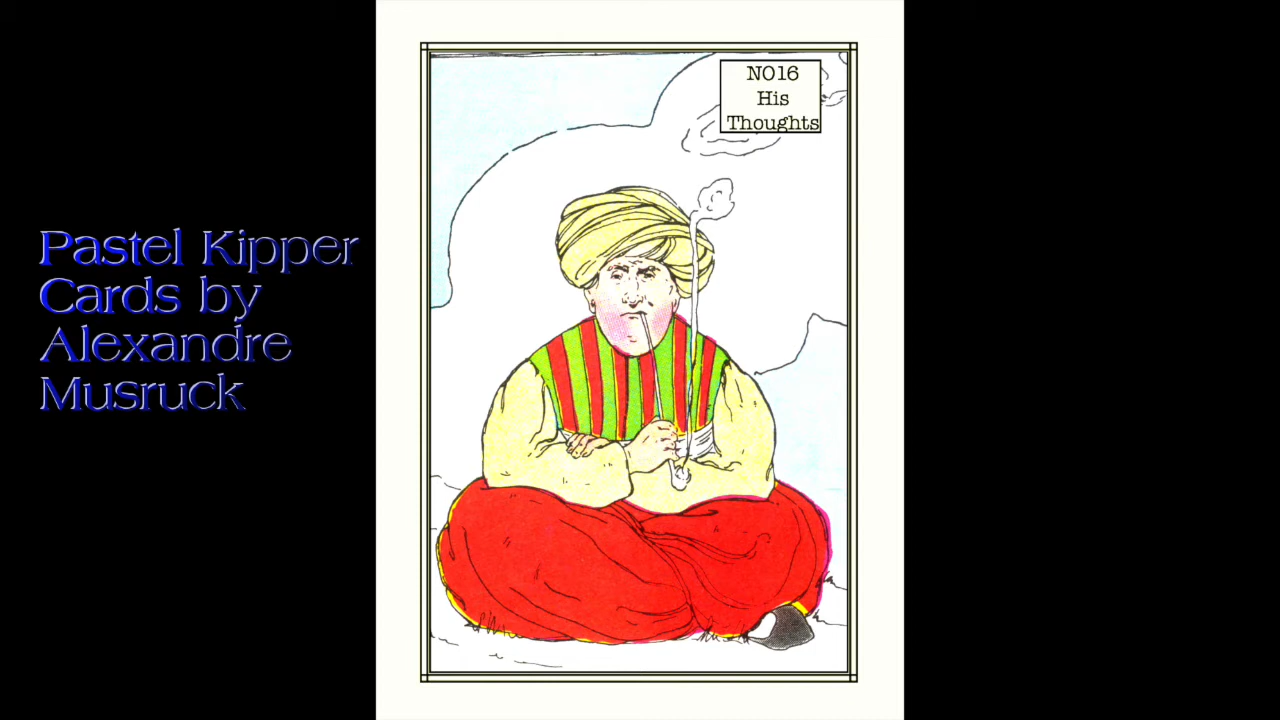 Pastel Kipper
Cards by
Alexandre
Musruck
NO16
His
Thoughts